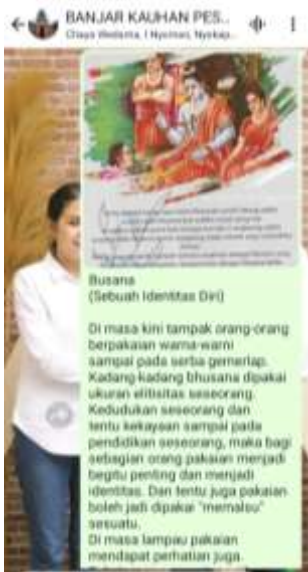 BANJAR KAUHAN PES...
Busana
(Sebuah Identitas Diri)
Di masa kini tampak orang-orang
berpakaian warna-warni
sampai pada serba gemerlap.
Kadang-kadang bhusana dipakai
ukuran elitisitas seseorang.
Kedudukan seseorang dan
tentu kekayaan sampai pada
pendidikan seseorang, maka bagi
sebagian orang pakaian menjadi
begitu penting dan menjadi
identitas. Dan tentu juga pakaian
boleh jadi dipakai "memalsu"
sesuatu.
Di masa lampau pakaian
mendapat perhatian juga.